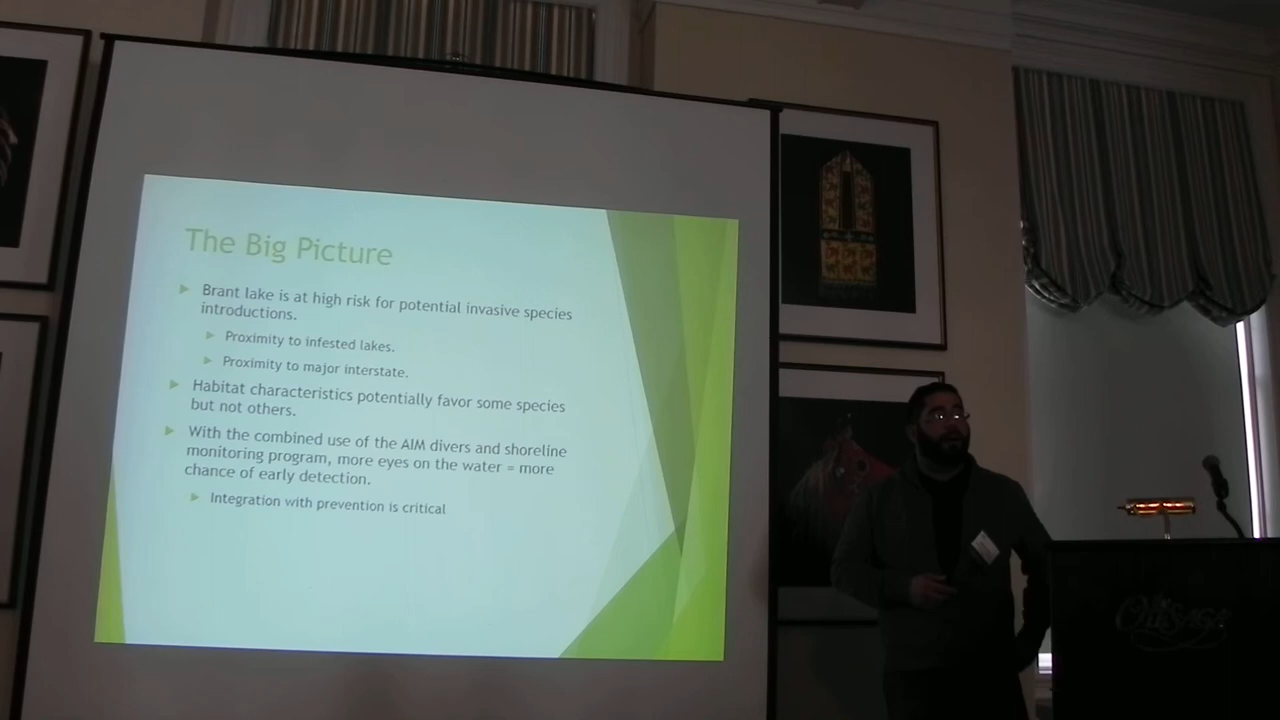 The Big Picture
Brant lake is at high risk for potential invasive species
introductions.
Proximity to infested lakes.
Proximity to major interstate.
Habitat characteristics potentially favor some species
but not others.
With the combined use of the AIM divers and shoreline
monitoring program, more eyes on the water = more
chance of early detection.
Integration with prevention is critical